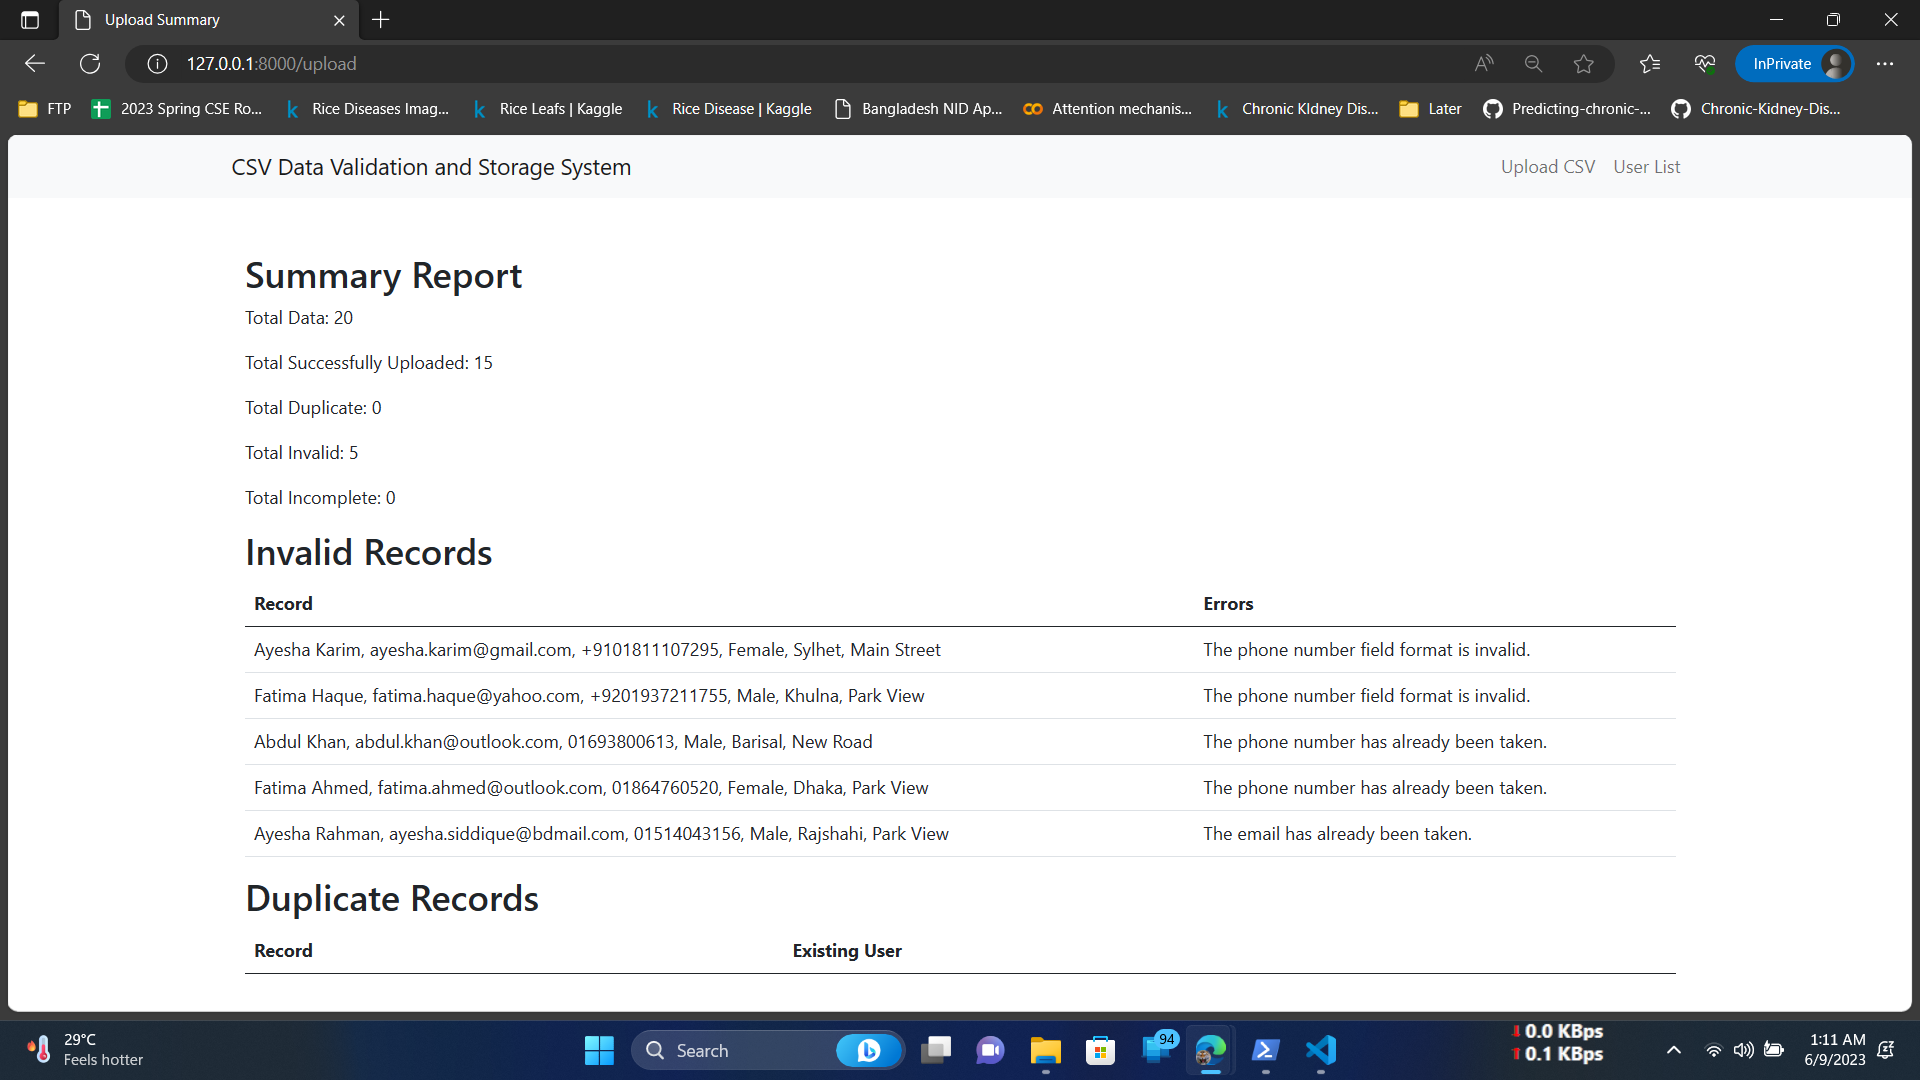 Upload Summary
127.0.0.1:8000/upload
InPrivate
FTP
2023 Spring CSE Ro...
Rice Diseases Imag...
Rice Leafs | Kaggle
Rice Disease | Kaggle
Bangladesh NID Ap...
Attention mechanis...
Chronic KIdney Dis...
Later
Predicting-chronic-...
Chronic-Kidney-Dis...
CSV Data Validation and Storage System
Upload CSV
User List
Summary Report
Total Data: 20
Total Successfully Uploaded: 15
Total Duplicate: 0
Total Invalid: 5
Total Incomplete: 0
Invalid Records
Record Errors
Ayesha Karim, ayesha.karim@gmail.com, +9101811107295, Female, Sylhet, Main Street The phone number field format is invalid.
Fatima Haque, fatima.haque@yahoo.com, +9201937211755, Male, Khulna, Park View The phone number field format is invalid.
Abdul Khan, abdul.khan@outlook.com, 01693800613, Male, Barisal, New Road The phone number has already been taken.
Fatima Ahmed, fatima.ahmed@outlook.com, 01864760520, Female, Dhaka, Park View The phone number has already been taken.
Ayesha Rahman, ayesha.siddique@bdmail.com, 01514043156, Male, Rajshahi, Park View The email has already been taken.
Duplicate Records
Record Existing User
29°C
Feels hotter
Search
94
0.0 KBps
0.1 KBps
1:11 AM
6/9/2023